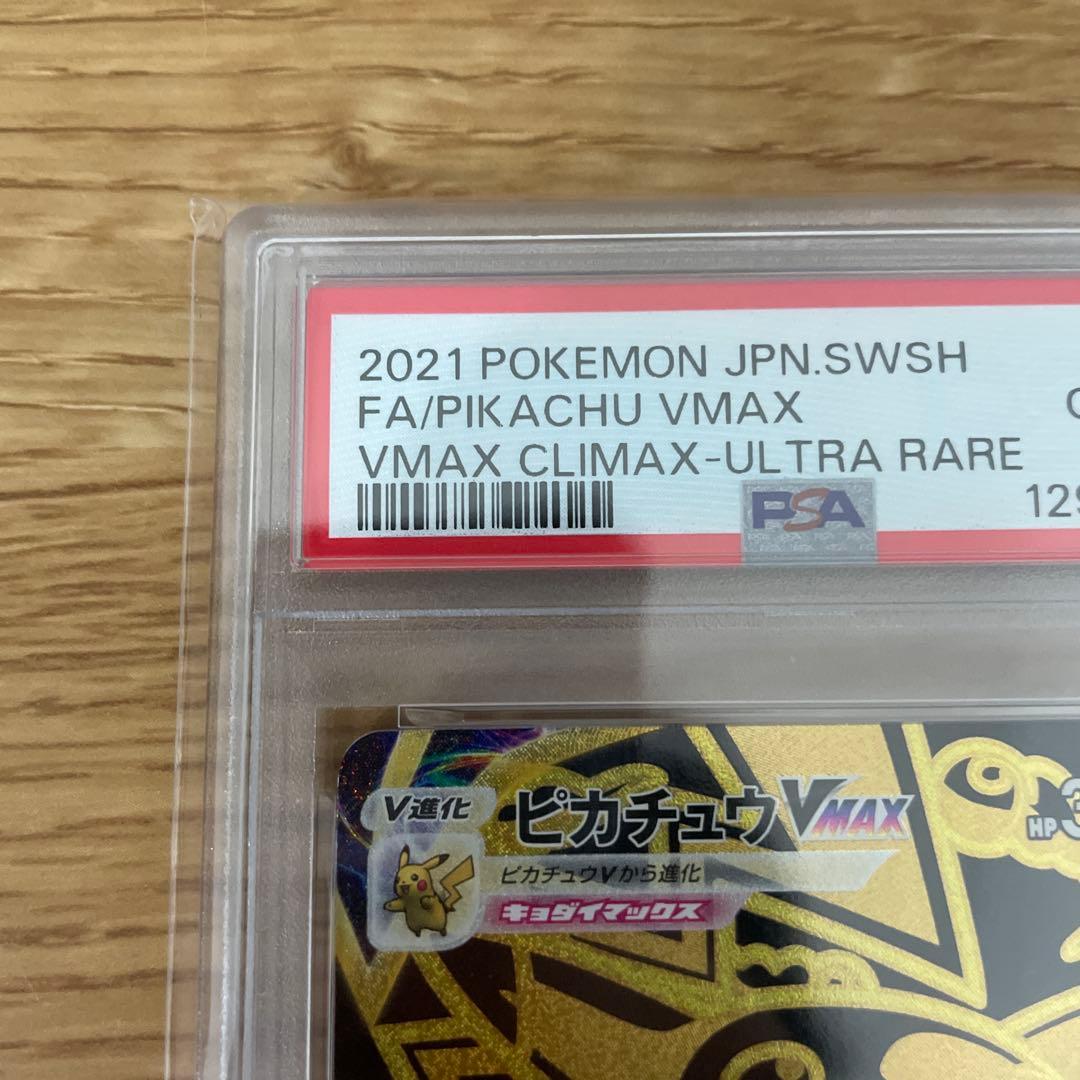 2021 POKEMON JPN.SWSH
FA/PIKACHU VMAX
VMAX CLIMAX-ULTRA RARE
PSA
V進化
ピカチュウVMAX
HP
ピカチュウVから進化
キョダイマックス